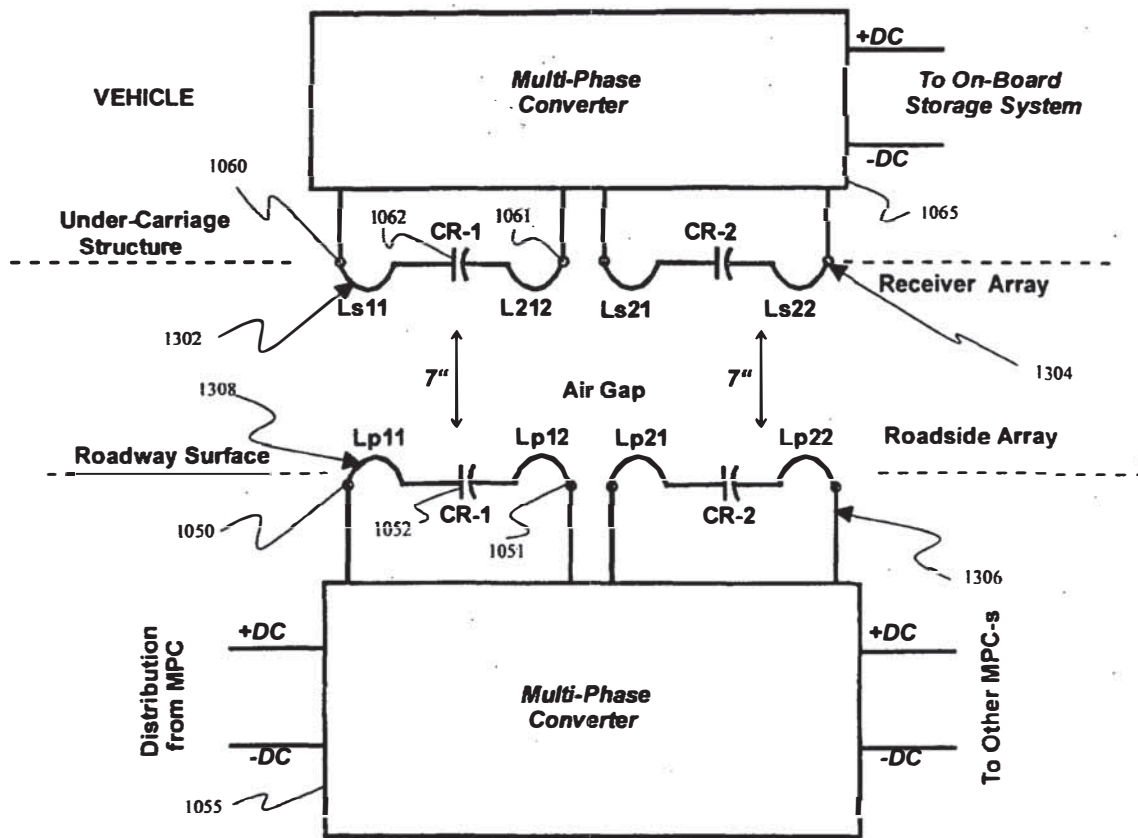 +DC
VEHICLE
Multi-Phase
Converter
To On-Board
Storage System
-DC
1060
1065
Under-Carriage
Structure
1062
CR-1
1061
CR-2
Receiver Array
Ls11
L212
Ls21
Ls22
1302
1304
7"
7"
1308
Air Gap
Lp11
Lp12
Lp21
Lp22
Roadside Array
Roadway Surface
1050
1052
CR-1
1051
CR-2
1306
Distribution
from MPC
+DC
-DC
Multi-Phase
Converter
+DC
-DC
To Other MPC-s
1055